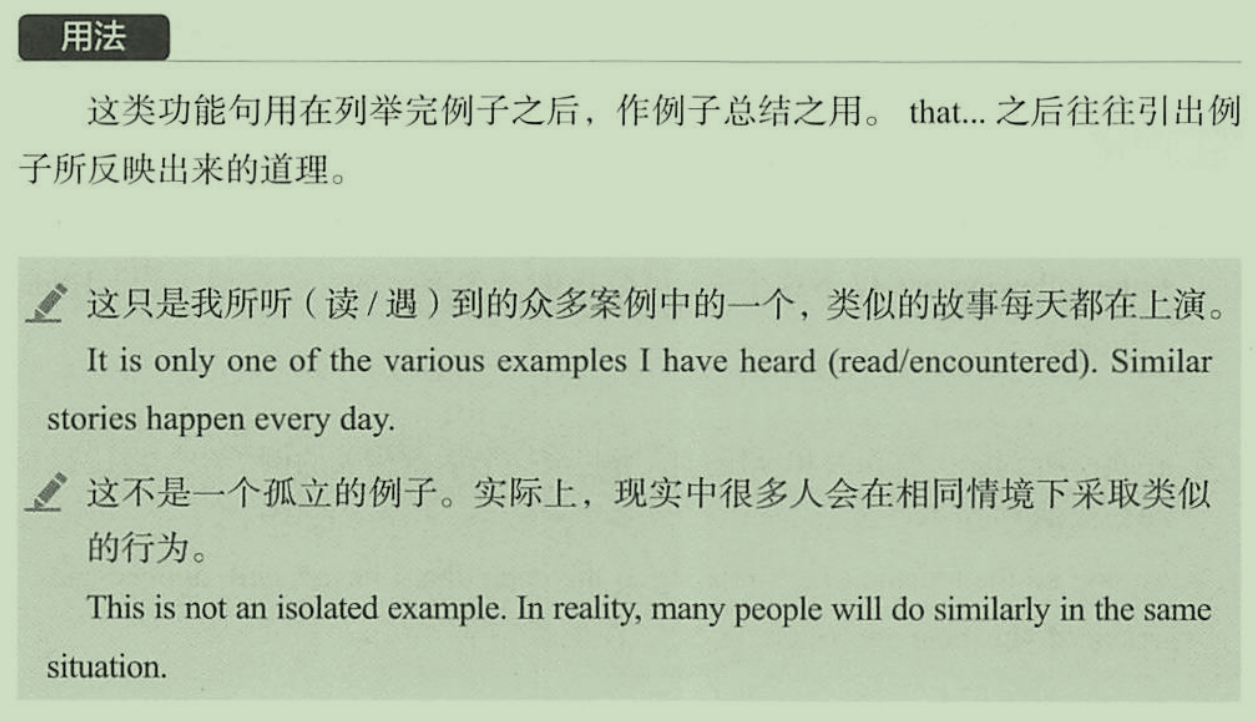 用法
这类功能句用在列举完例子之后，作例子总结之用。 that... 之后往往引出例
子所反映出来的道理。
这只是我所听（读 / 遇）到的众多案例中的一个，类似的故事每天都在上演。
It is only one of the various examples I have heard (read/encountered). Similar
stories happen every day.
这不是一个孤立的例子。实际上，现实中很多人会在相同情境下采取类似
的行为。
This is not an isolated example. In reality, many people will do similarly in the same
situation.